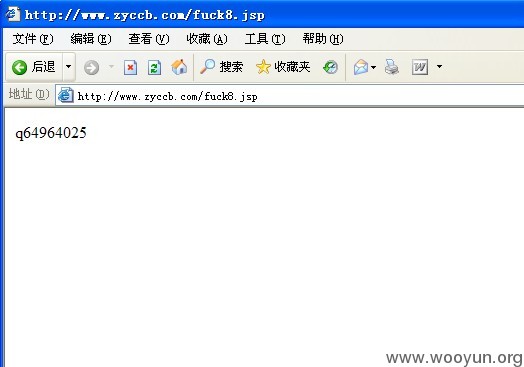 http://www.zyccb.com/fuck8.jsp
文件(F) 编辑(E) 查看(V) 收藏(A) 工具(T) 帮助(H)
后退 搜索 收藏夹 W
地址(D) http://www.zyccb.com/fuck8.jsp
q64964025
www.wooyun.org